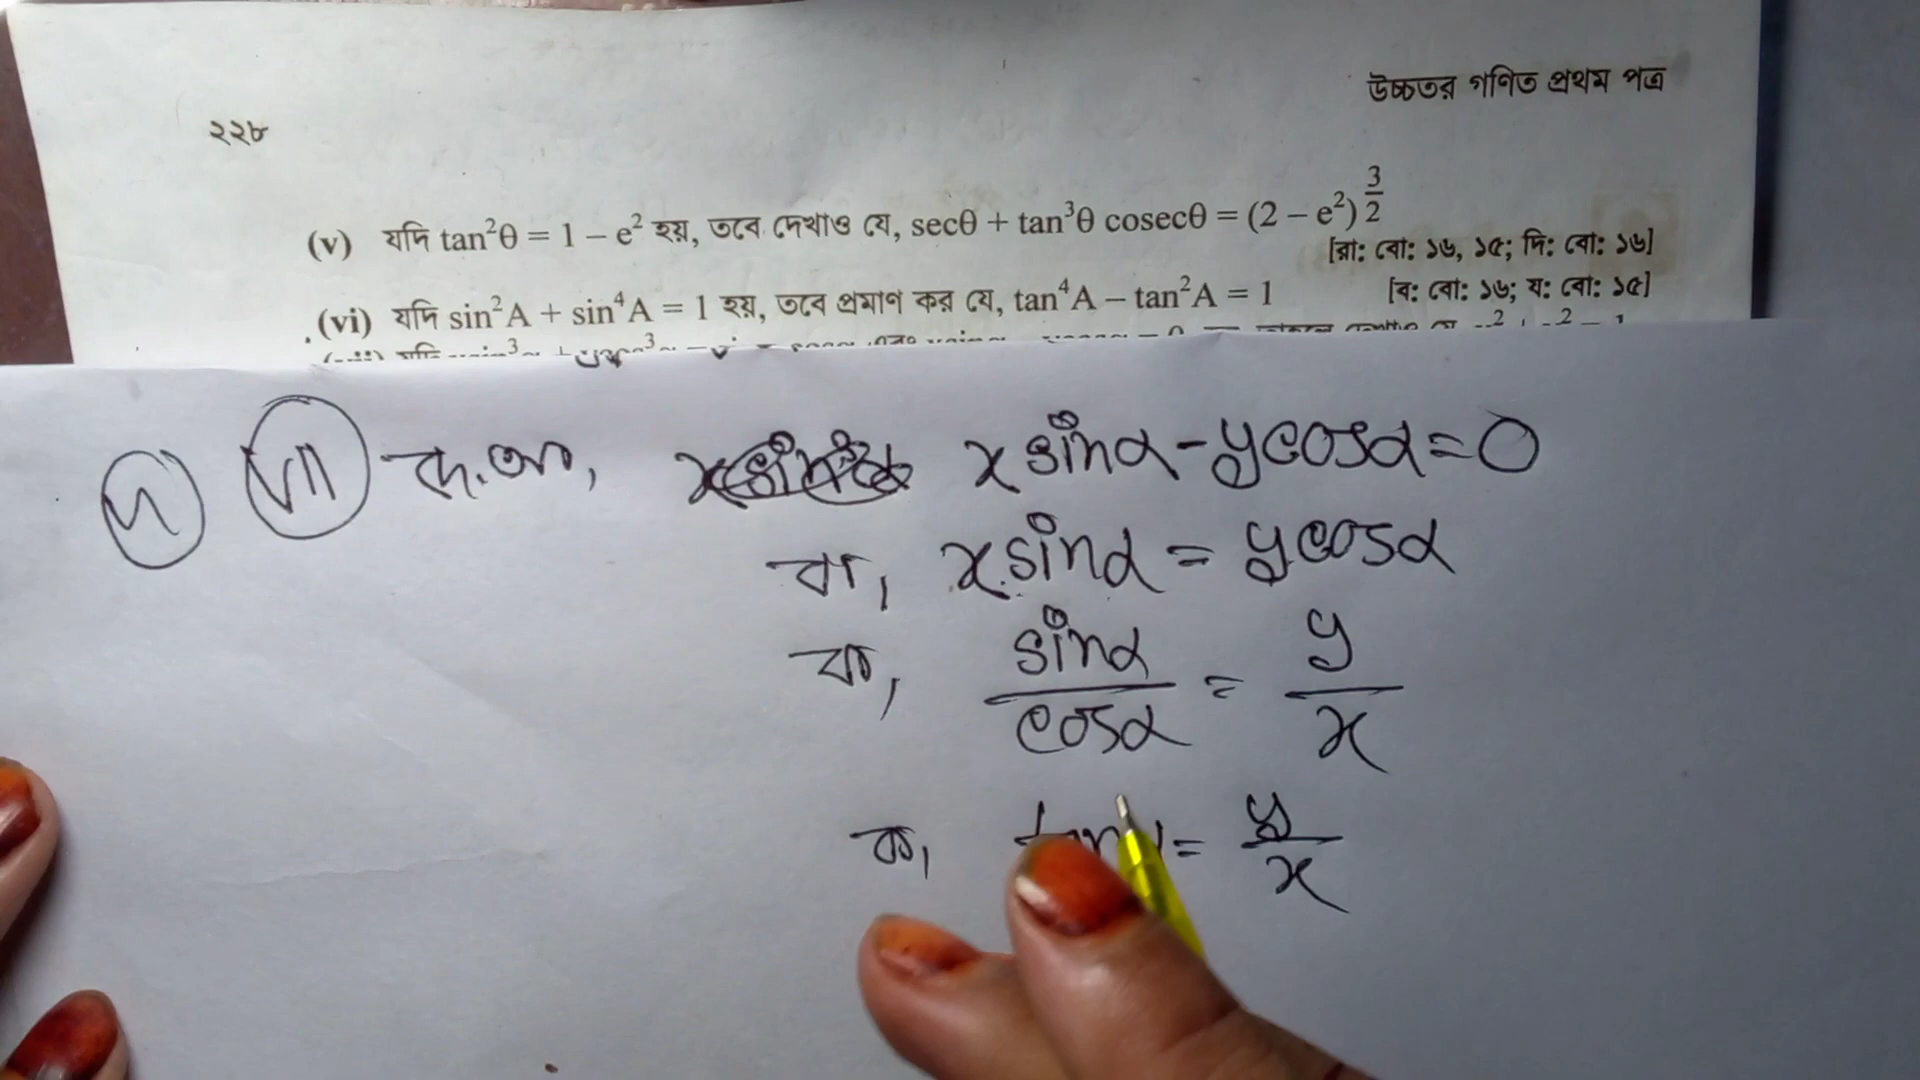 উচ্চতর গণিত প্রথম পত্র
২২৮
(v) যদি tan²θ = 1 – e² হয়, তবে দেখাও যে, secθ + tan³θ cosecθ = (2 – e²)^(3/2)
[রা: বো: ১৬, ১৫; দি: বো: ১৬]
(vi) যদি sin²A + sin⁴A = 1 হয়, তবে প্রমাণ কর যে, tan⁴A – tan²A = 1 [ব: বো: ১৬; য: বো: ১৫]
দে.আ, x sinα - y cosα = 0
বা, x sinα = y cosα
বা, sinα/cosα = y/x
বা, = y/x